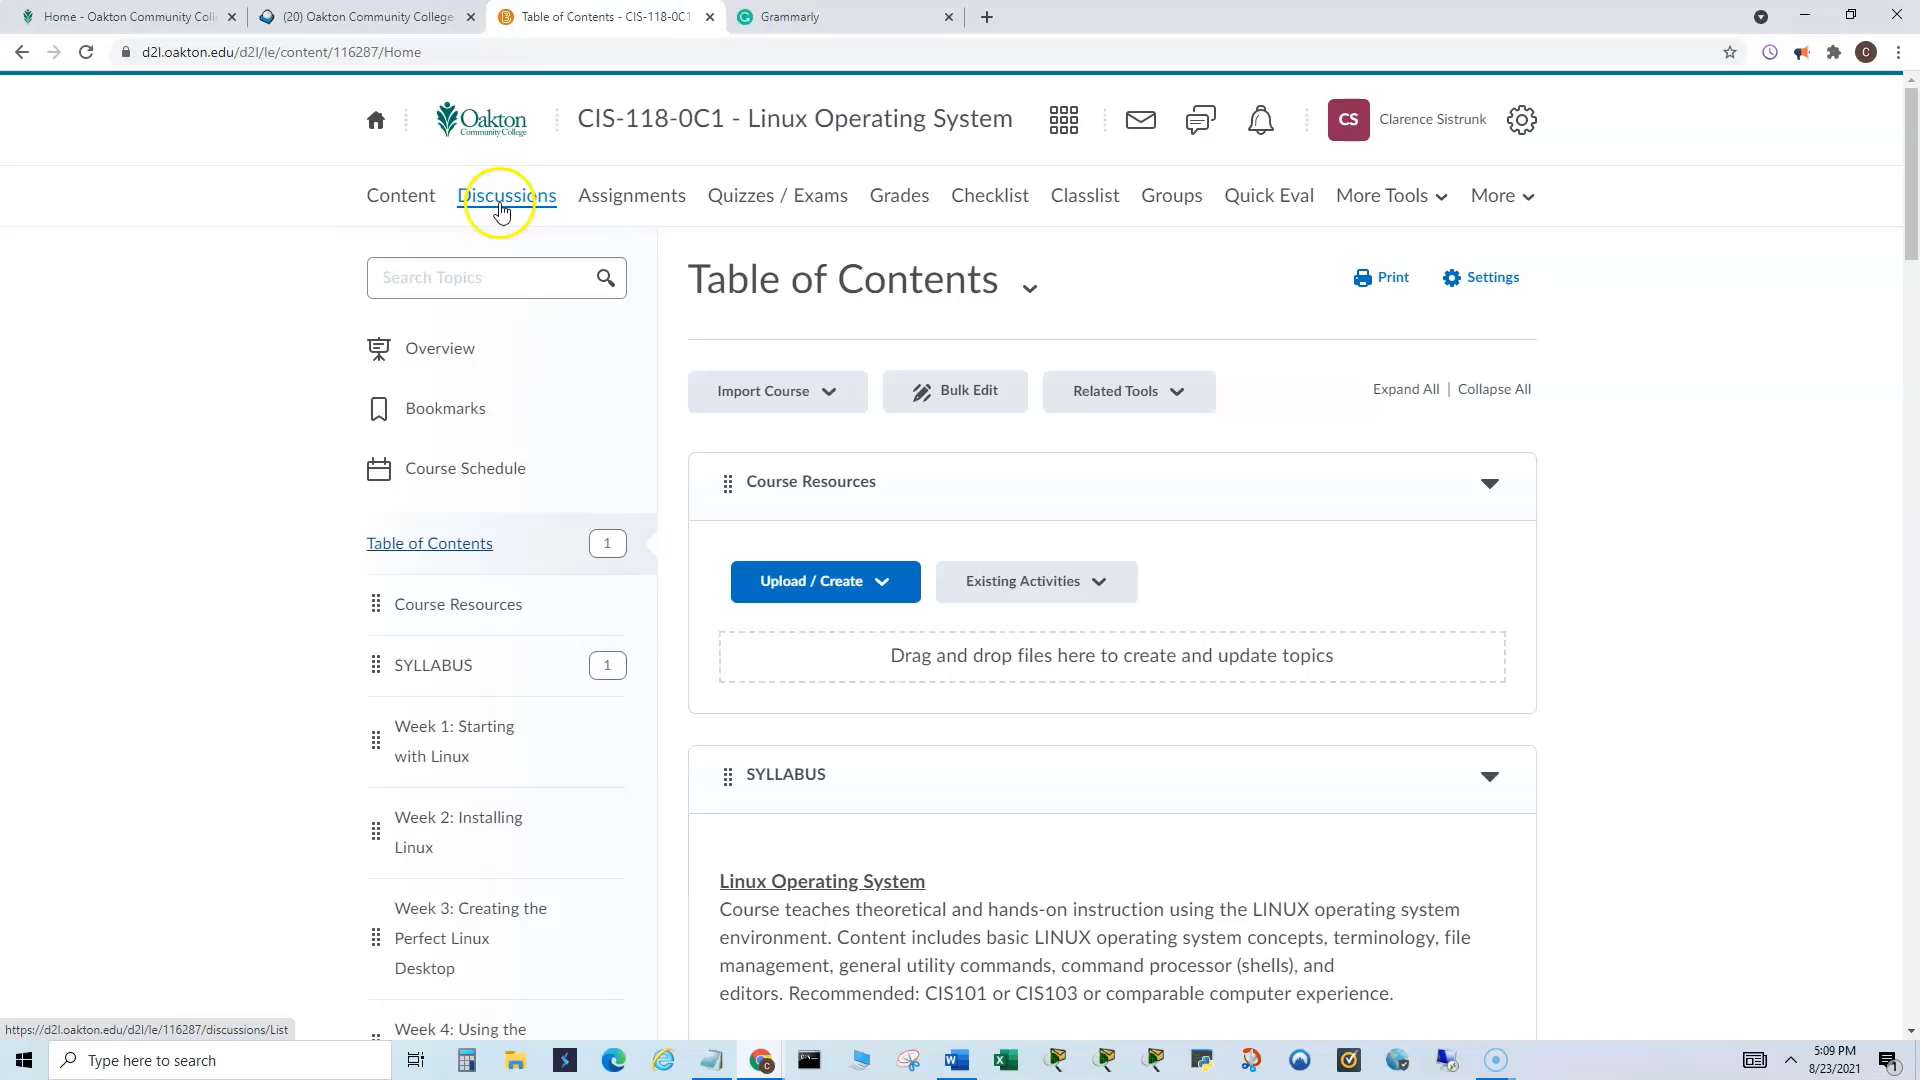 Home - Oakton Community Coll
(20) Oakton Community College
Table of Contents - CIS-118-0C1
Grammarly
d2l.oakton.edu/d2l/le/content/116287/Home
C
Oakton
Community College
CIS-118-0C1 - Linux Operating System
CS
Clarence Sistrunk
Content
Discussions
Assignments
Quizzes / Exams
Grades
Checklist
Classlist
Groups
Quick Eval
More Tools
More
Search Topics
Overview
Bookmarks
Course Schedule
Table of Contents
1
Course Resources
SYLLABUS
1
Week 1: Starting
with Linux
Week 2: Installing
Linux
Week 3: Creating the
Perfect Linux
Desktop
Week 4: Using the
Table of Contents
Print
Settings
Import Course
Bulk Edit
Related Tools
Expand All | Collapse All
Course Resources
Upload / Create
Existing Activities
Drag and drop files here to create and update topics
SYLLABUS
Linux Operating System
Course teaches theoretical and hands-on instruction using the LINUX operating system
environment. Content includes basic LINUX operating system concepts, terminology, file
management, general utility commands, command processor (shells), and
editors. Recommended: CIS101 or CIS103 or comparable computer experience.
https://d2l.oakton.edu/d2l/le/116287/discussions/List
Type here to search
5:09 PM
8/23/2021
1